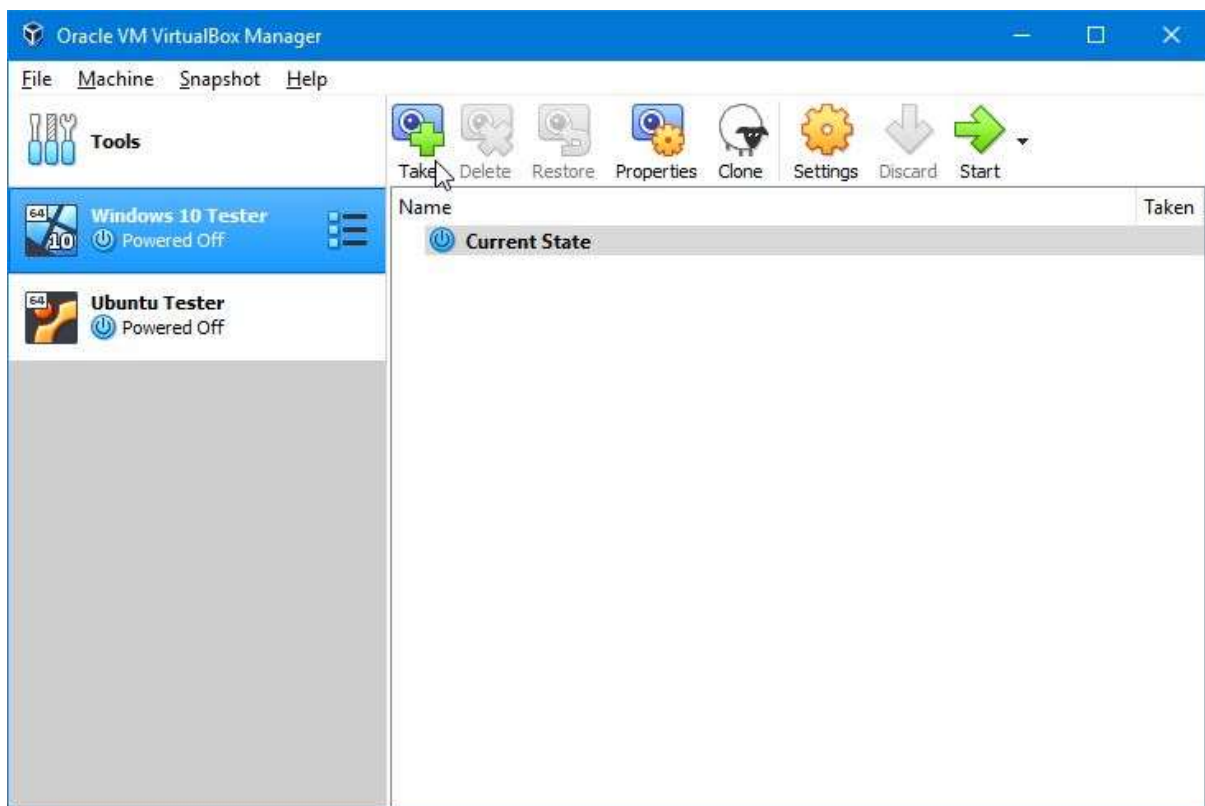 Oracle VM VirtualBox Manager
File Machine Snapshot Help
Tools
Take Delete Restore Properties Clone Settings Discard Start
Name Taken
64 Windows 10 Tester
10 Powered Off
Current State
64 Ubuntu Tester
Powered Off